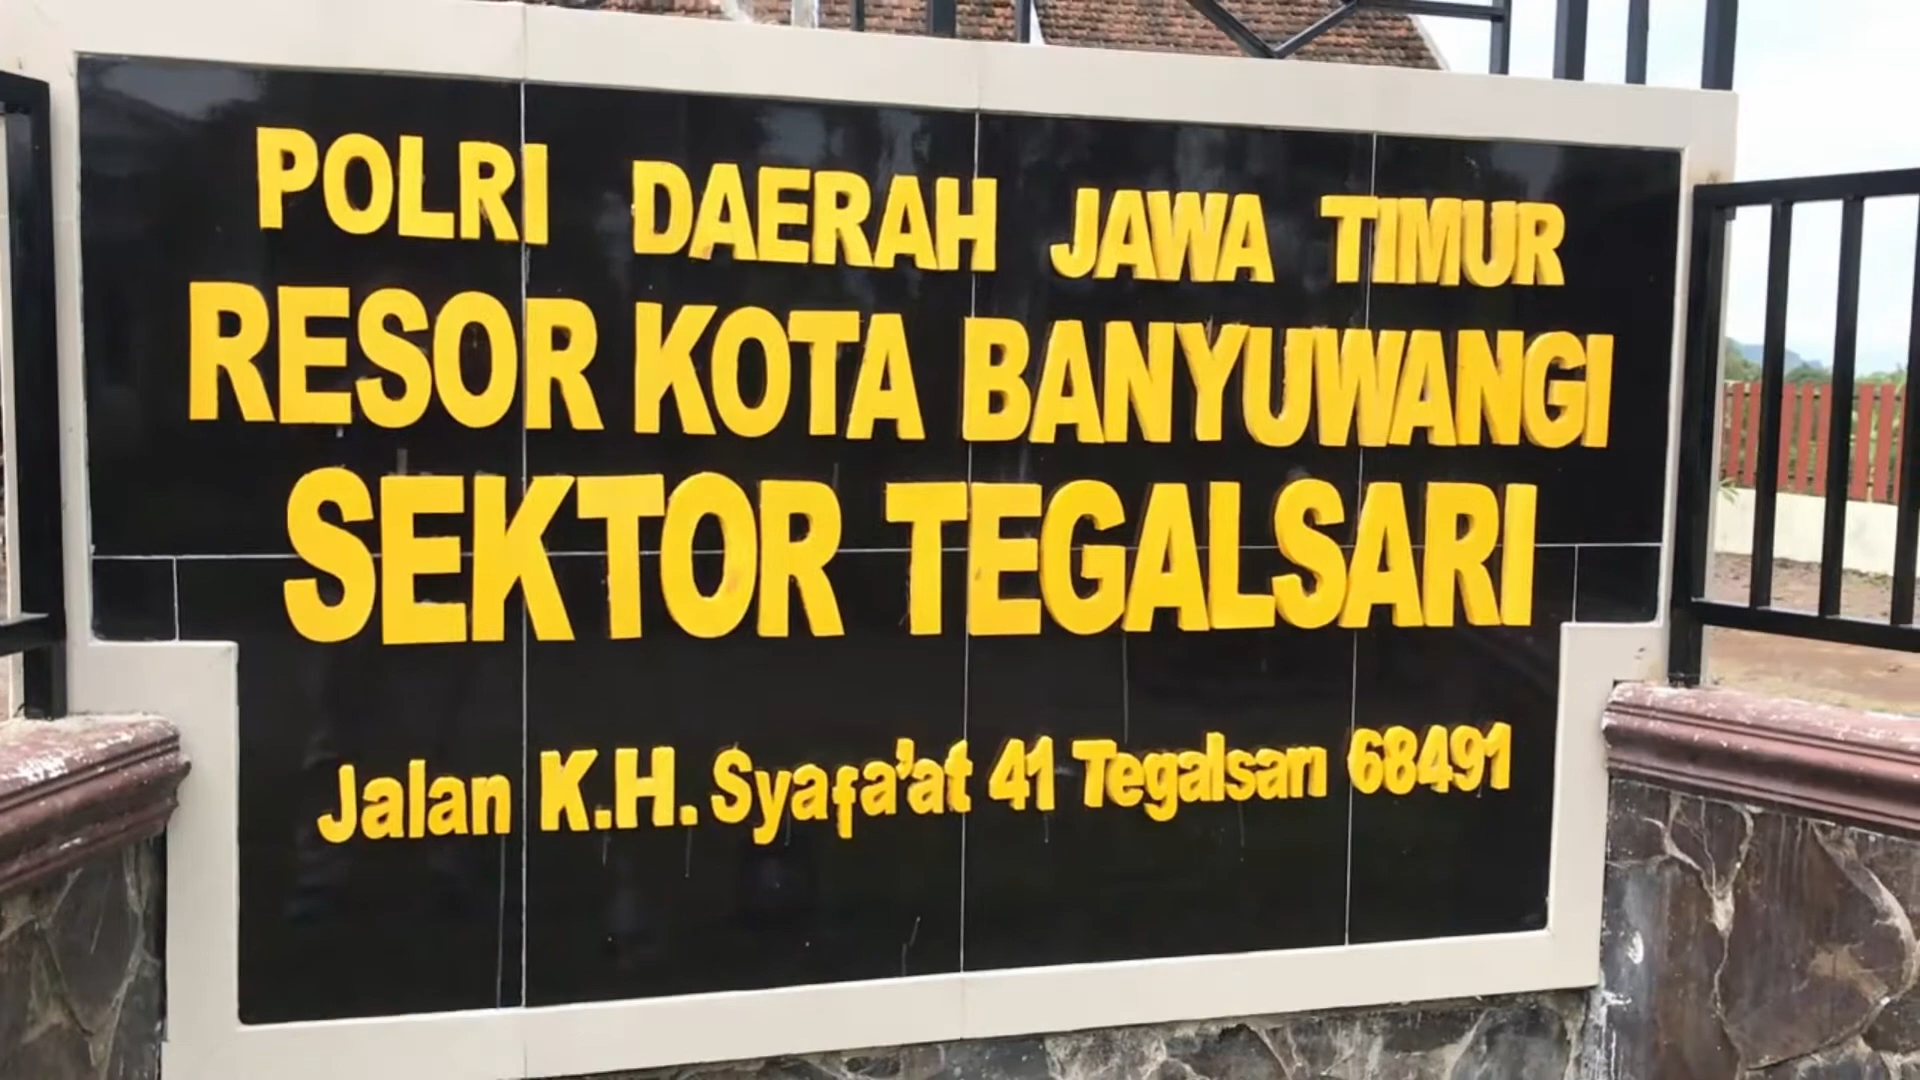 POLRI DAERAH JAWA TIMUR
RESOR KOTA BANYUWANGI
SEKTOR TEGALSARI
Jalan K.H. Syafa'at 41 Tegalsari 68491